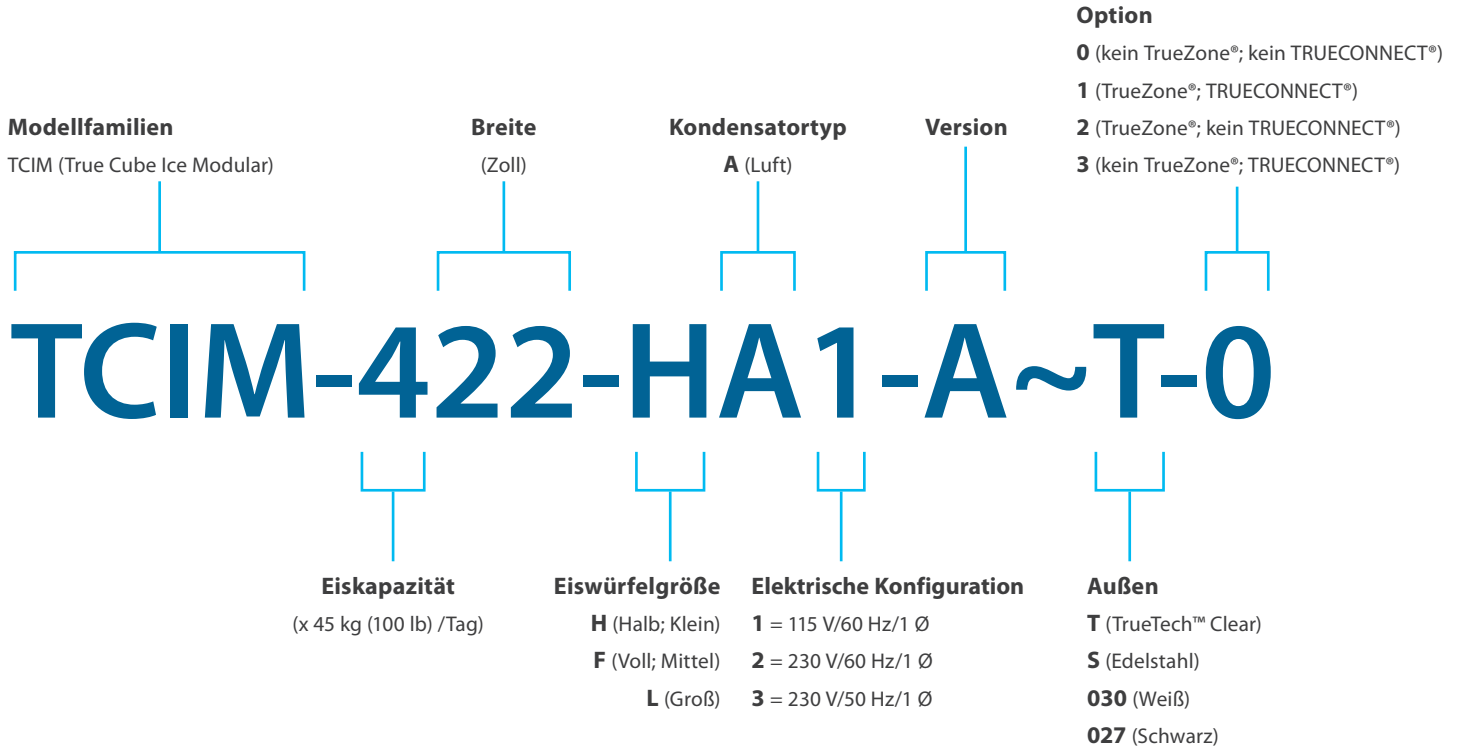 Option
0 (kein TrueZone®; kein TRUECONNECT®)
1 (TrueZone®; TRUECONNECT®)
2 (TrueZone®; kein TRUECONNECT®)
3 (kein TrueZone®; TRUECONNECT®)
Modellfamilien
TCIM (True Cube Ice Modular)
Breite
(Zoll)
Kondensatortyp
A (Luft)
Version
TCIM-422-HA1-A~T-0
Eiskapazität
(x 45 kg (100 lb) /Tag)
Eiswürfelgröße
H (Halb; Klein)
F (Voll; Mittel)
L (Groß)
Elektrische Konfiguration
1 = 115 V/60 Hz/1 Ø
2 = 230 V/60 Hz/1 Ø
3 = 230 V/50 Hz/1 Ø
Außen
T (TrueTech™ Clear)
S (Edelstahl)
030 (Weiß)
027 (Schwarz)